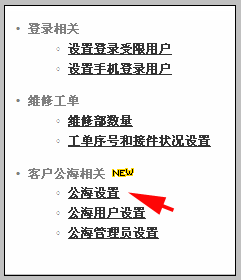 登录相关
设置登录受限用户
设置手机登录用户
维修工单
维修部数量
工单序号和接件状况设置
客户公海相关 NEW
公海设置
公海用户设置
公海管理员设置